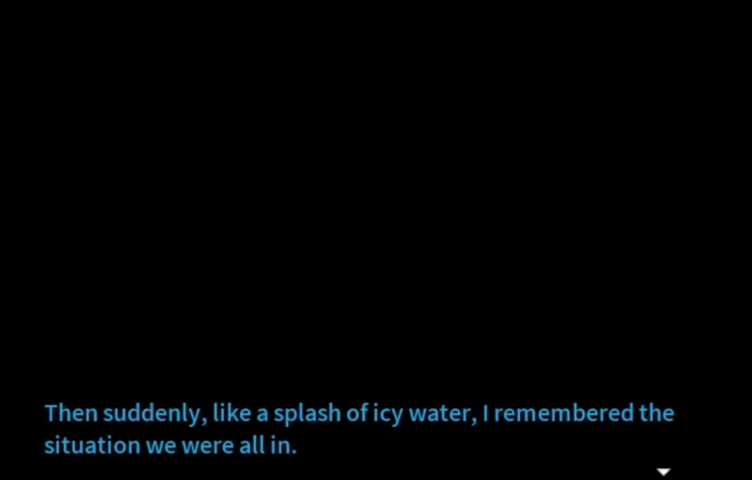 Then suddenly, like a splash of icy water, I remembered the
situation we were all in.